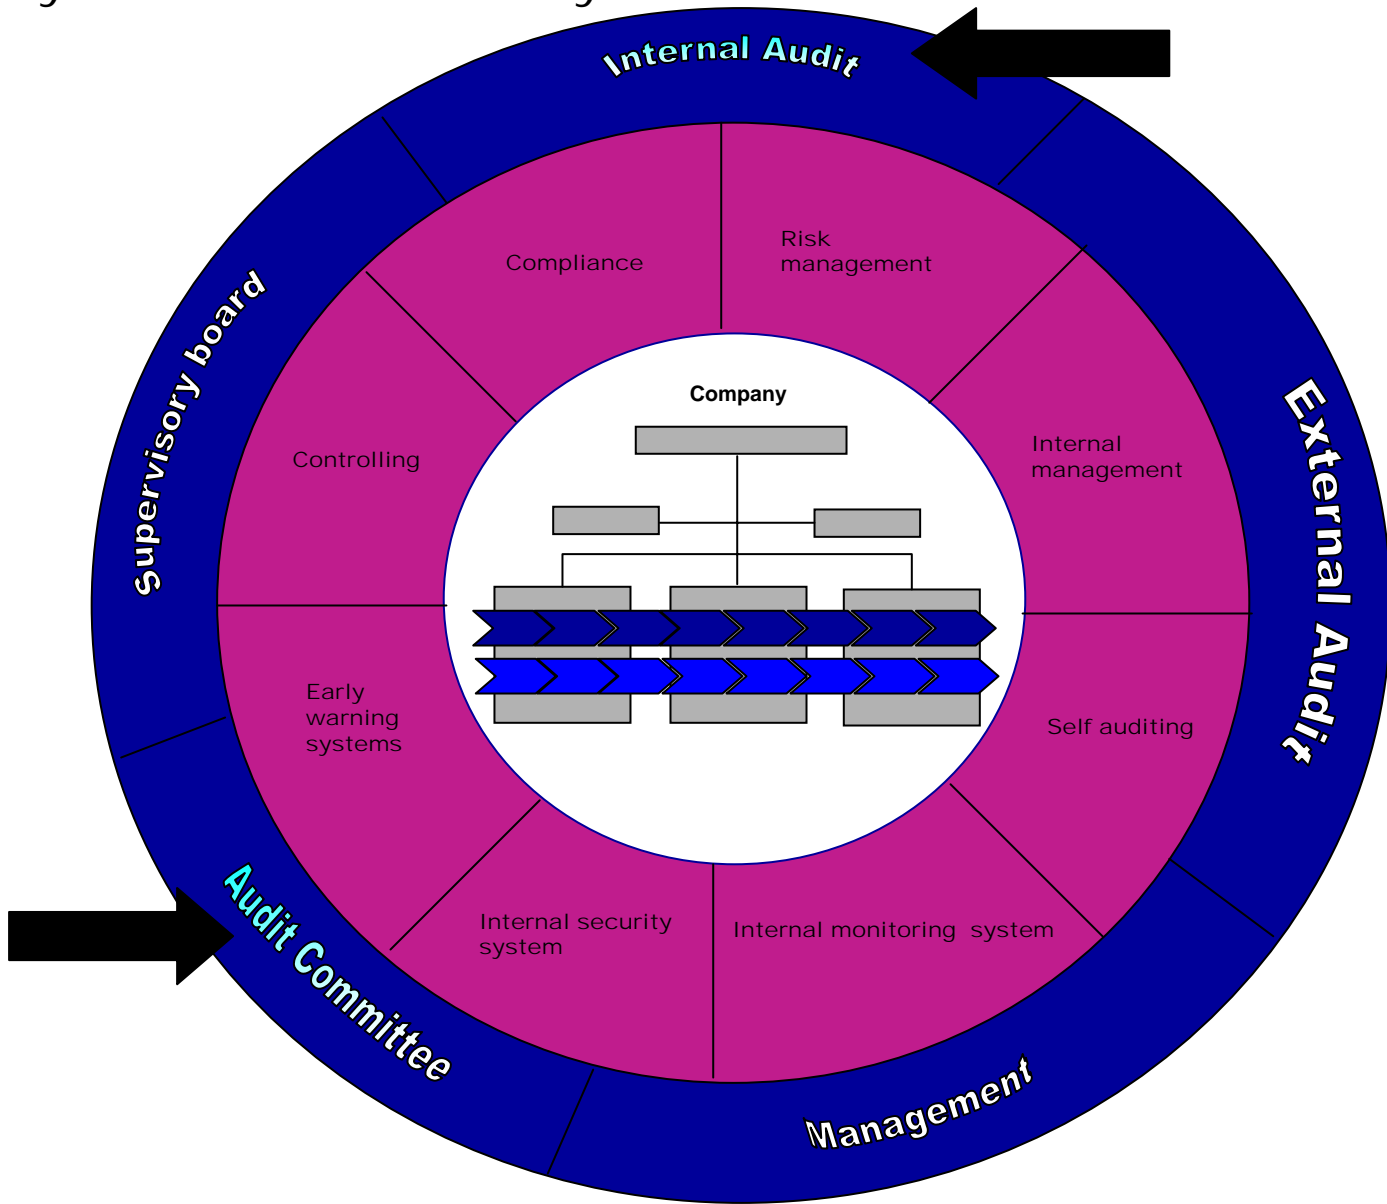 Internal Audit
Compliance
Risk
management
Supervisory board
Company
Controlling
Internal
management
External Audit
Early
warning
systems
Self auditing
Audit Committee
Internal security
system
Internal monitoring system
Management